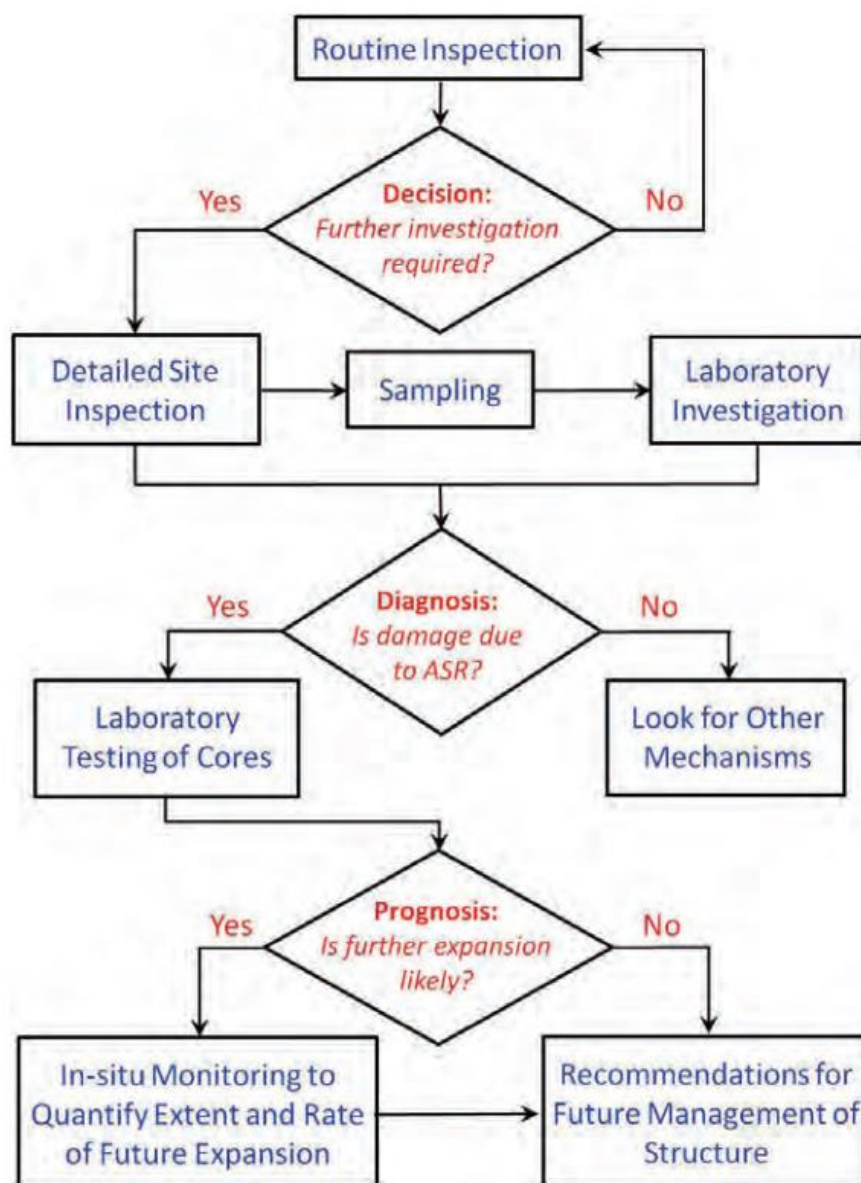 Routine Inspection
Decision:
Further investigation
required?
Yes
No
Detailed Site
Inspection
Sampling
Laboratory
Investigation
Diagnosis:
Is damage due
to ASR?
Yes
No
Laboratory
Testing of Cores
Look for Other
Mechanisms
Prognosis:
Is further expansion
likely?
Yes
No
In-situ Monitoring to
Quantify Extent and Rate
of Future Expansion
Recommendations for
Future Management of
Structure